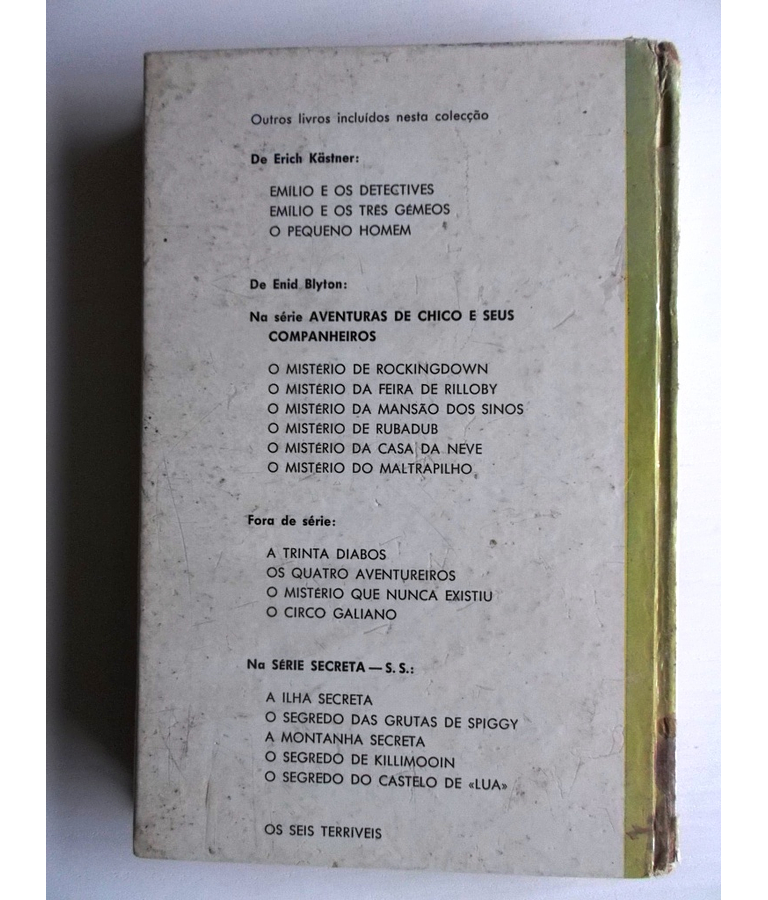 Outros livros incluídos nesta colecção
De Erich Kästner:
EMILIO E OS DETECTIVES
EMILIO E OS TRÊS GÉMEOS
O PEQUENO HOMEM
De Enid Blyton:
Na série AVENTURAS DE CHICO E SEUS
COMPANHEIROS
O MISTÉRIO DE ROCKINGDOWN
O MISTÉRIO DA FEIRA DE RILLOBY
O MISTÉRIO DA MANSÃO DOS SINOS
O MISTÉRIO DE RUBADUB
O MISTÉRIO DA CASA DA NEVE
O MISTÉRIO DO MALTRAPILHO
Fora de série:
A TRINTA DIABOS
OS QUATRO AVENTUREIROS
O MISTÉRIO QUE NUNCA EXISTIU
O CIRCO GALIANO
Na SÉRIE SECRETA — S. S.:
A ILHA SECRETA
O SEGREDO DAS GRUTAS DE SPIGGY
A MONTANHA SECRETA
O SEGREDO DE KILLIMOOIN
O SEGREDO DO CASTELO DE «LUA»
OS SEIS TERRÍVEIS